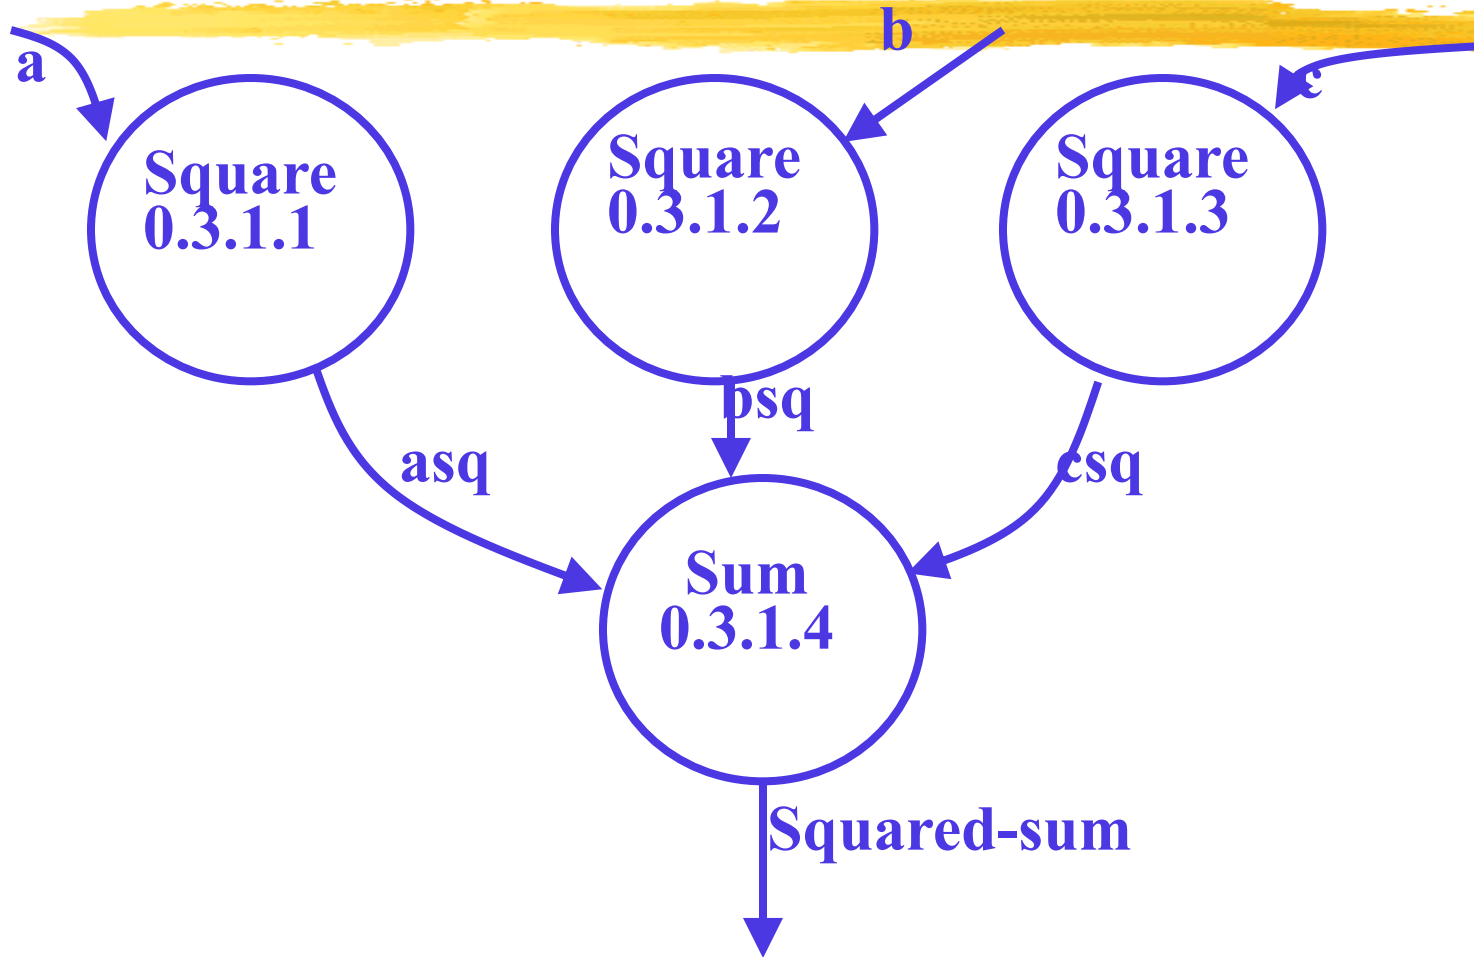 a
b
c
Square
0.3.1.1
Square
0.3.1.2
Square
0.3.1.3
asq
bsq
csq
Sum
0.3.1.4
Squared-sum